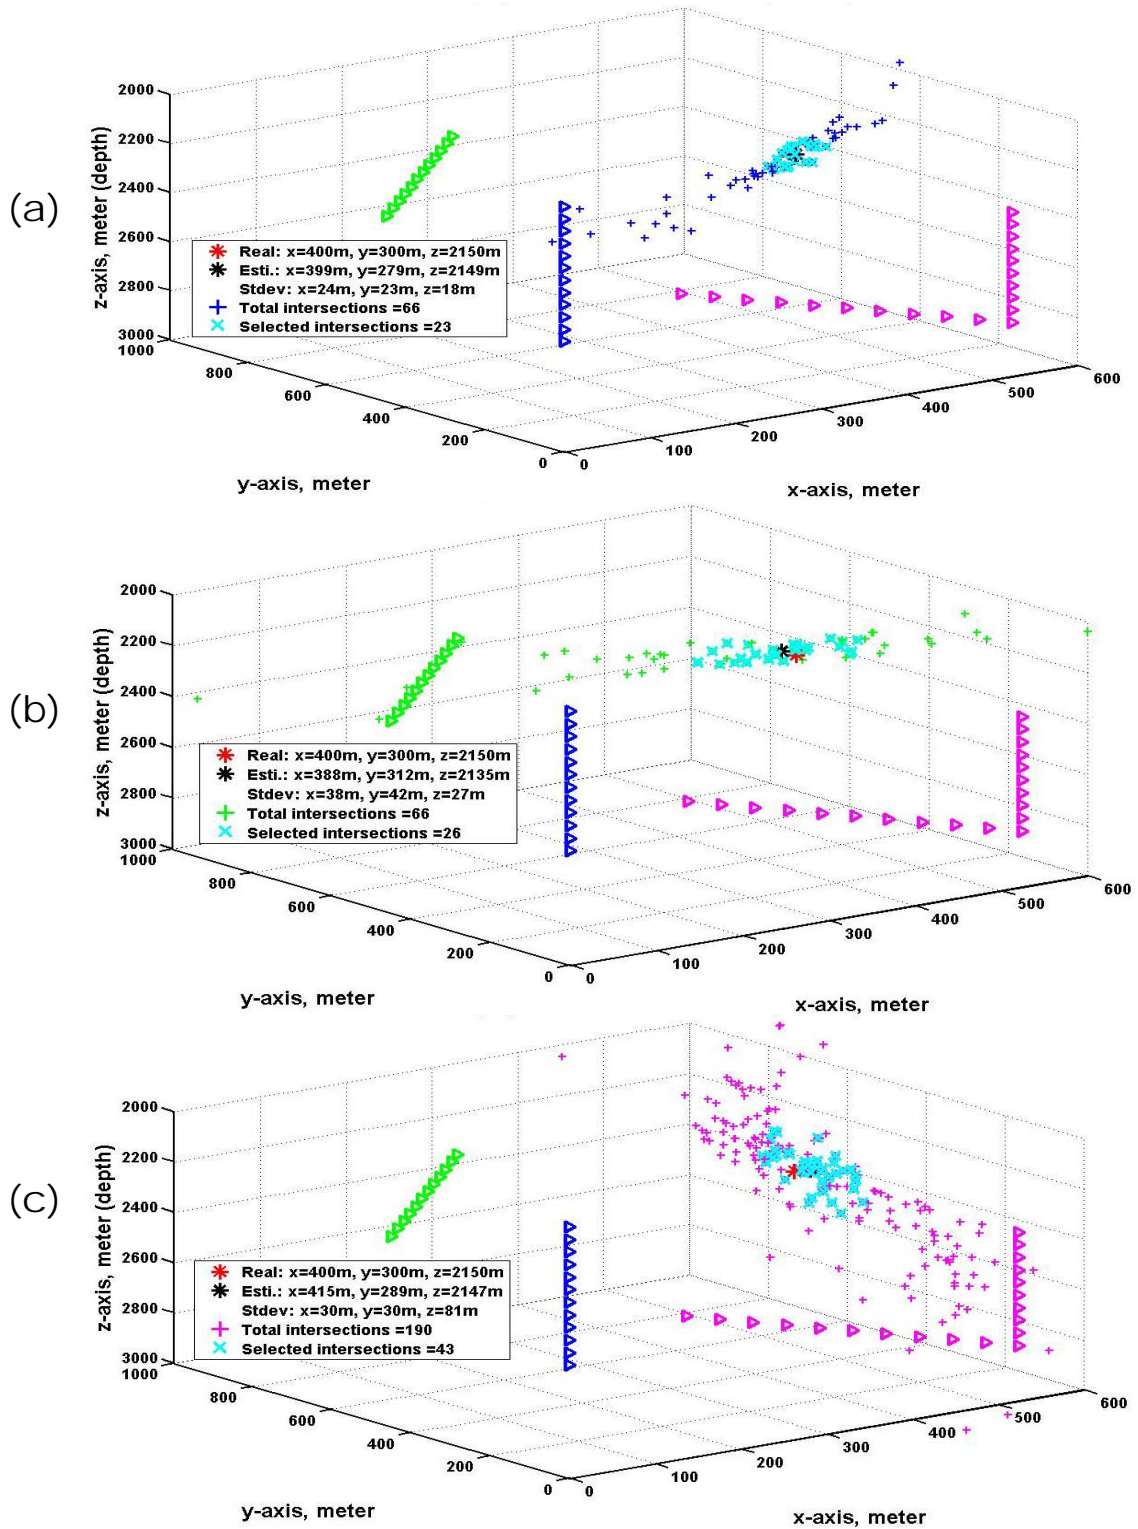 (a)
z-axis, meter (depth)
2000
2200
2400
2600
2800
3000
1000
800
600
400
200
0
0
100
200
300
400
500
600
y-axis, meter
x-axis, meter
Real: x=400m, y=300m, z=2150m
Esti.: x=399m, y=279m, z=2149m
Stdev: x=24m, y=23m, z=18m
Total intersections =66
Selected intersections =23
(b)
z-axis, meter (depth)
2000
2200
2400
2600
2800
3000
1000
800
600
400
200
0
0
100
200
300
400
500
600
y-axis, meter
x-axis, meter
Real: x=400m, y=300m, z=2150m
Esti.: x=388m, y=312m, z=2135m
Stdev: x=38m, y=42m, z=27m
Total intersections =66
Selected intersections =26
(c)
z-axis, meter (depth)
2000
2200
2400
2600
2800
3000
1000
800
600
400
200
0
0
100
200
300
400
500
600
y-axis, meter
x-axis, meter
Real: x=400m, y=300m, z=2150m
Esti.: x=415m, y=289m, z=2147m
Stdev: x=30m, y=30m, z=81m
Total intersections =190
Selected intersections =43